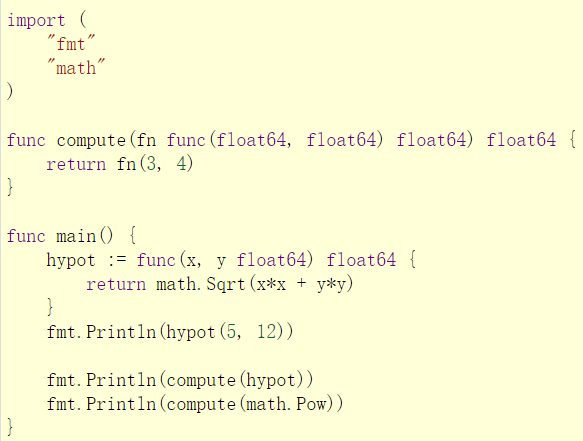 import (
    "fmt"
    "math"
)

func compute(fn func(float64, float64) float64) float64 {
    return fn(3, 4)
}

func main() {
    hypot := func(x, y float64) float64 {
        return math.Sqrt(x*x + y*y)
    }
    fmt.Println(hypot(5, 12))

    fmt.Println(compute(hypot))
    fmt.Println(compute(math.Pow))
}